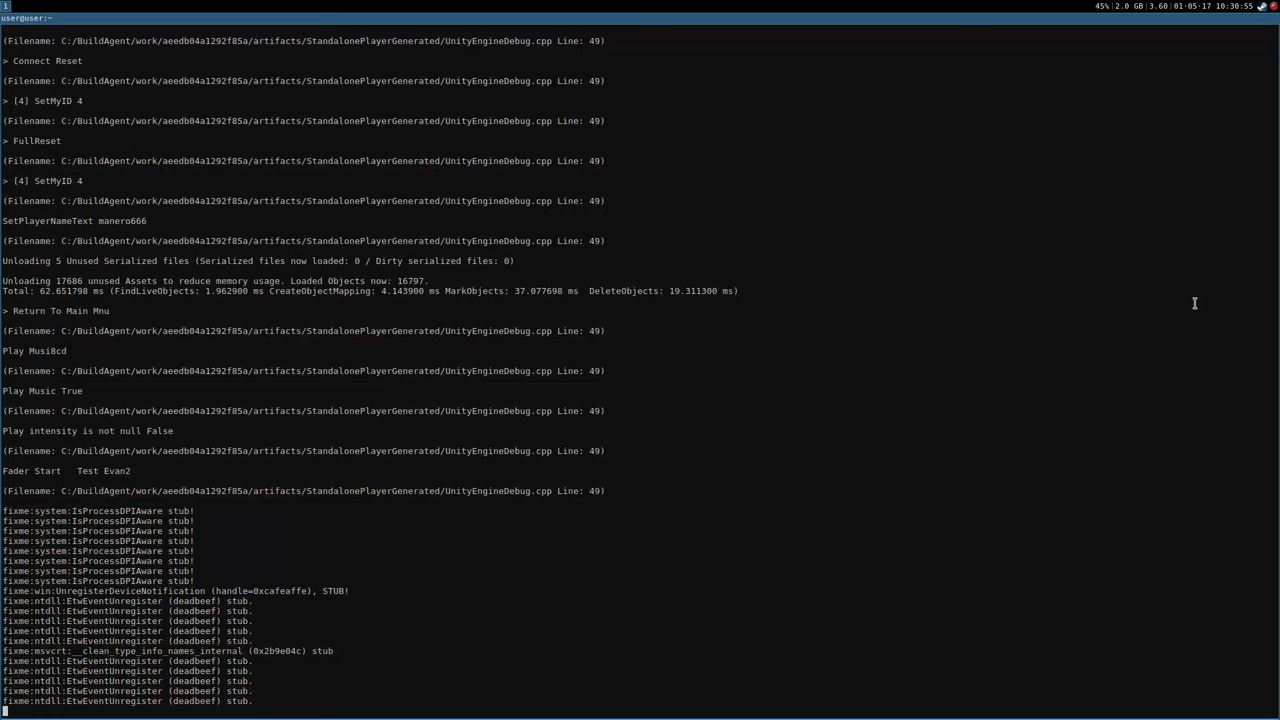 1
45% 2.0 GB 3.60 01·05·17 10:30:55
user@user:~
(Filename: C:/BuildAgent/work/aeedb04a1292f85a/artifacts/StandalonePlayerGenerated/UnityEngineDebug.cpp Line: 49)
> Connect Reset
(Filename: C:/BuildAgent/work/aeedb04a1292f85a/artifacts/StandalonePlayerGenerated/UnityEngineDebug.cpp Line: 49)
> [4] SetMyID 4
(Filename: C:/BuildAgent/work/aeedb04a1292f85a/artifacts/StandalonePlayerGenerated/UnityEngineDebug.cpp Line: 49)
> FullReset
(Filename: C:/BuildAgent/work/aeedb04a1292f85a/artifacts/StandalonePlayerGenerated/UnityEngineDebug.cpp Line: 49)
> [4] SetMyID 4
(Filename: C:/BuildAgent/work/aeedb04a1292f85a/artifacts/StandalonePlayerGenerated/UnityEngineDebug.cpp Line: 49)
SetPlayerNameText manero666
(Filename: C:/BuildAgent/work/aeedb04a1292f85a/artifacts/StandalonePlayerGenerated/UnityEngineDebug.cpp Line: 49)
Unloading 5 Unused Serialized files (Serialized files now loaded: 0 / Dirty serialized files: 0)
Unloading 17686 unused Assets to reduce memory usage. Loaded Objects now: 16797.
Total: 62.651798 ms (FindLiveObjects: 1.962900 ms CreateObjectMapping: 4.143900 ms MarkObjects: 37.077698 ms  DeleteObjects: 19.311300 ms)
> Return To Main Mnu
(Filename: C:/BuildAgent/work/aeedb04a1292f85a/artifacts/StandalonePlayerGenerated/UnityEngineDebug.cpp Line: 49)
Play Musi8cd
(Filename: C:/BuildAgent/work/aeedb04a1292f85a/artifacts/StandalonePlayerGenerated/UnityEngineDebug.cpp Line: 49)
Play Music True
(Filename: C:/BuildAgent/work/aeedb04a1292f85a/artifacts/StandalonePlayerGenerated/UnityEngineDebug.cpp Line: 49)
Play intensity is not null False
(Filename: C:/BuildAgent/work/aeedb04a1292f85a/artifacts/StandalonePlayerGenerated/UnityEngineDebug.cpp Line: 49)
Fader Start   Test Evan2
(Filename: C:/BuildAgent/work/aeedb04a1292f85a/artifacts/StandalonePlayerGenerated/UnityEngineDebug.cpp Line: 49)
fixme:system:IsProcessDPIAware stub!
fixme:system:IsProcessDPIAware stub!
fixme:system:IsProcessDPIAware stub!
fixme:system:IsProcessDPIAware stub!
fixme:system:IsProcessDPIAware stub!
fixme:system:IsProcessDPIAware stub!
fixme:system:IsProcessDPIAware stub!
fixme:system:IsProcessDPIAware stub!
fixme:win:UnregisterDeviceNotification (handle=0xcafeaffe), STUB!
fixme:ntdll:EtwEventUnregister (deadbeef) stub.
fixme:ntdll:EtwEventUnregister (deadbeef) stub.
fixme:ntdll:EtwEventUnregister (deadbeef) stub.
fixme:ntdll:EtwEventUnregister (deadbeef) stub.
fixme:ntdll:EtwEventUnregister (deadbeef) stub.
fixme:msvcrt:__clean_type_info_names_internal (0x2b9e04c) stub
fixme:ntdll:EtwEventUnregister (deadbeef) stub.
fixme:ntdll:EtwEventUnregister (deadbeef) stub.
fixme:ntdll:EtwEventUnregister (deadbeef) stub.
fixme:ntdll:EtwEventUnregister (deadbeef) stub.
fixme:ntdll:EtwEventUnregister (deadbeef) stub.